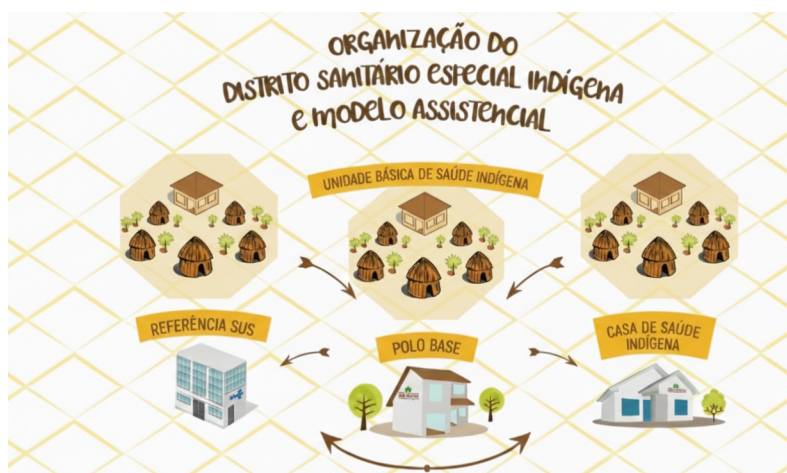 ORGANIZAÇÃO DO
DISTRITO SANITÁRIO ESPECIAL INDÍGENA
E MODELO ASSISTENCIAL
UNIDADE BÁSICA DE SAÚDE INDÍGENA
REFERÊNCIA SUS
POLO BASE
CASA DE SAÚDE
INDÍGENA